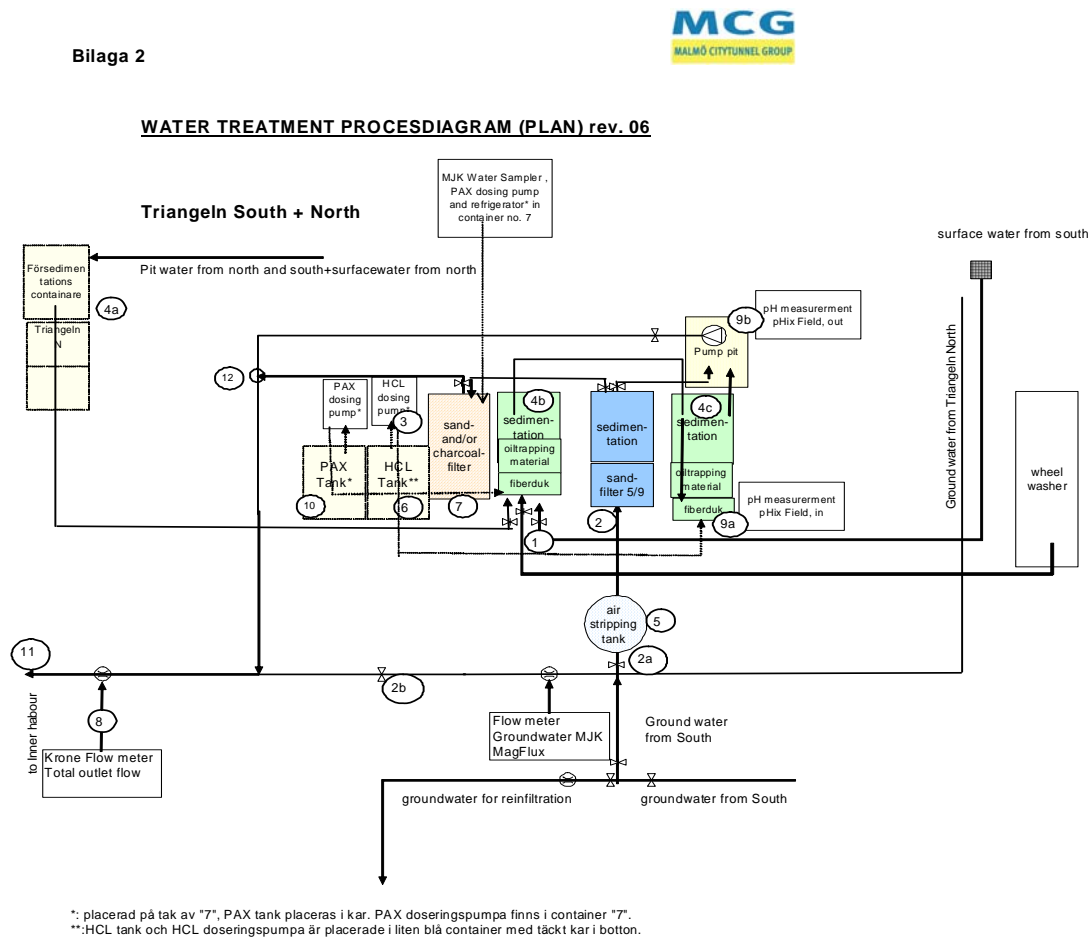 MCG
MALMÖ CITYTUNNEL GROUP
Bilaga 2
WATER TREATMENT PROCESDIAGRAM (PLAN) rev. 06
MJK Water Sampler ,
PAX dosing pump
and refrigerator* in
container no. 7
Triangeln South + North
surface water from south
Pit water from north and south+surfacewater from north
Försedimen
tations
containare
4a
Triangeln
N
9b
pH measurerment
pHix Field, out
Pump pit
Ground water from Triangeln North
12
PAX
dosing
pump*
HCL
dosing
pump*
3
sand-
and/or
charcoal-
filter
7
4b
sedimen-
tation
oiltrapping
material
fiberduk
sedimen-
tation
sand-
filter 5/9
2
4c
sedimen-
tation
oiltrapping
material
fiberduk
9a
pH measurerment
pHix Field, in
wheel
washer
PAX
Tank*
10
HCL
Tank**
6
1
air
stripping
tank
5
2a
11
2b
8
to Inner habour
Krone Flow meter
Total outlet flow
Flow meter
Groundwater MJK
MagFlux
Ground water
from South
groundwater for reinfiltration
groundwater from South
*: placerad på tak av "7", PAX tank placeras i kar. PAX doseringspumpa finns i container "7".
**:HCL tank och HCL doseringspumpa är placerade i liten blå container med täckt kar i botton.